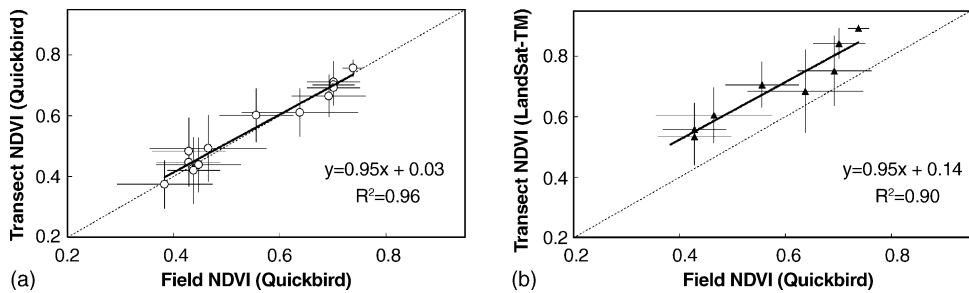 Transect NDVI (Quickbird)
0.8
0.6
0.4
0.2
y=0.95x + 0.03
R²=0.96
0.2 0.4 0.6 0.8
(a) Field NDVI (Quickbird)
Transect NDVI (LandSat-TM)
0.8
0.6
0.4
0.2
y=0.95x + 0.14
R²=0.90
0.2 0.4 0.6 0.8
(b) Field NDVI (Quickbird)